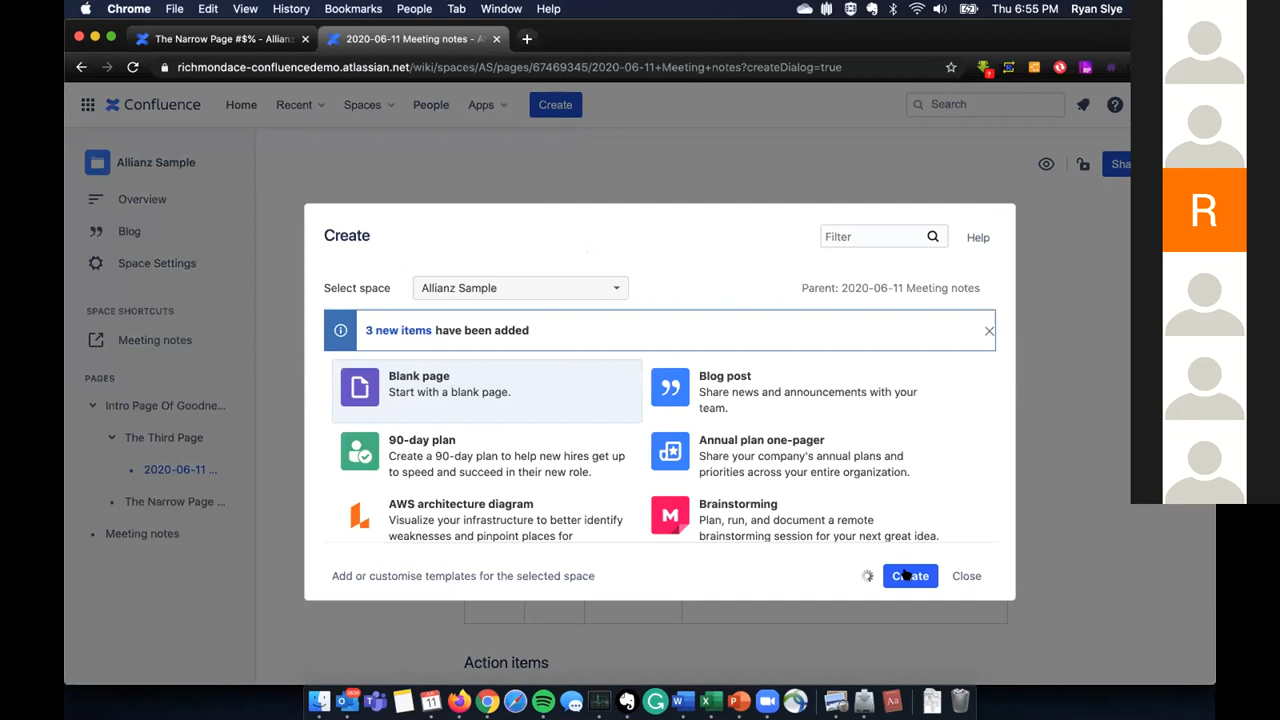 Chrome File Edit View History Bookmarks People Tab Window Help Thu 6:55 PM Ryan Slye
The Narrow Page #$% - Allian 2020-06-11 Meeting notes - A
richmondace-confluencedemo.atlassian.net/wiki/spaces/AS/pages/67469345/2020-06-11+Meeting+notes?createDialog=true
Confluence Home Recent Spaces People Apps Create Search
Allianz Sample
Sha
Overview
Blog
Space Settings
SPACE SHORTCUTS
Meeting notes
PAGES
Intro Page Of Goodne...
The Third Page
2020-06-11 ...
The Narrow Page ...
Meeting notes
Create Filter Help
Select space Allianz Sample Parent: 2020-06-11 Meeting notes
3 new items have been added
Blank page
Start with a blank page.
Blog post
Share news and announcements with your
team.
90-day plan
Create a 90-day plan to help new hires get up
to speed and succeed in their new role.
Annual plan one-pager
Share your company's annual plans and
priorities across your entire organization.
AWS architecture diagram
Visualize your infrastructure to better identify
weaknesses and pinpoint places for
Brainstorming
Plan, run, and document a remote
brainstorming session for your next great idea.
Add or customise templates for the selected space Create Close
Action items
R